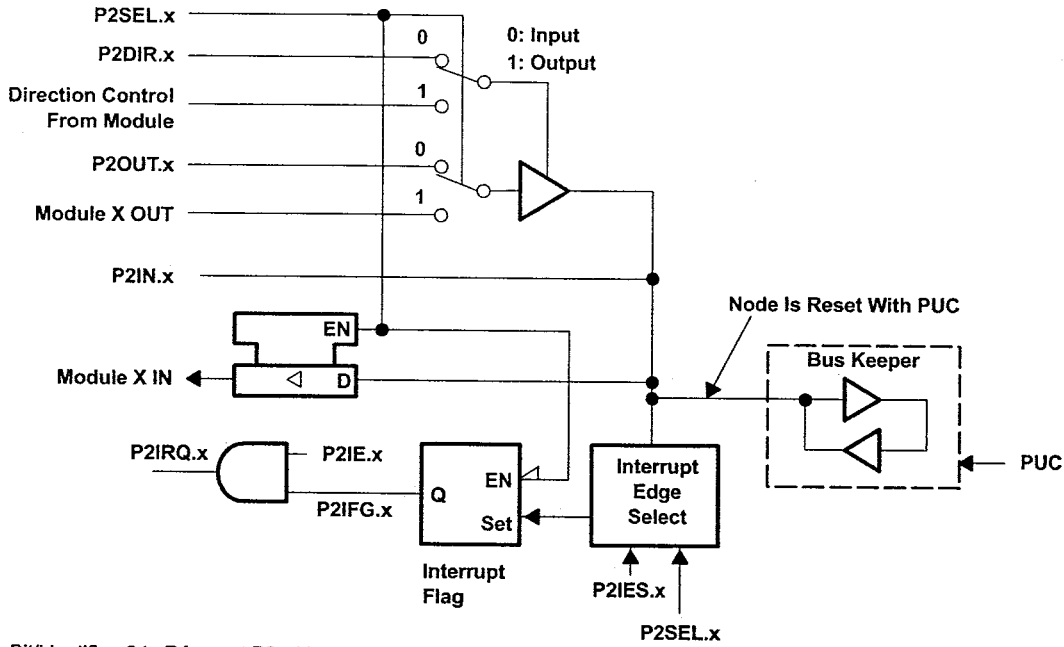 P2SEL.x
0
P2DIR.x
0: Input
1: Output
1
Direction Control
From Module
0
P2OUT.x
1
Module X OUT
P2IN.x
Node Is Reset With PUC
EN
Bus Keeper
Module X IN
D
P2IRQ.x
P2IE.x
PUC
Q
EN
Interrupt
Edge
Select
P2IFG.x
Set
Interrupt
Flag
P2IES.x
P2SEL.x